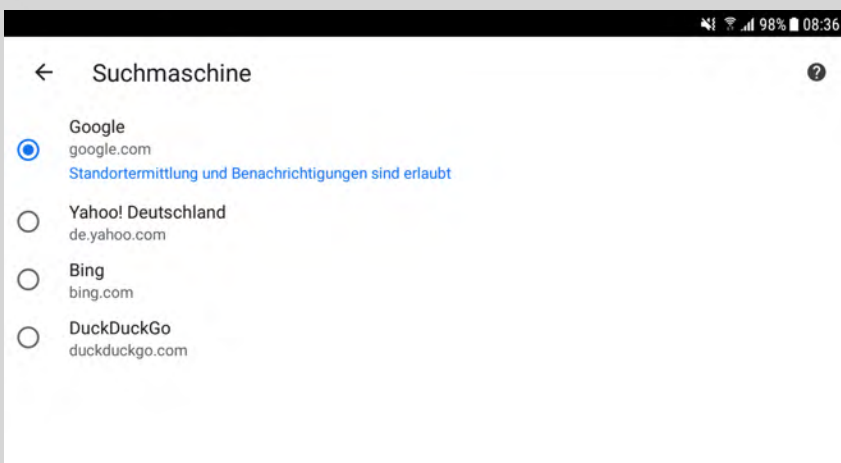 98% 08:36
Suchmaschine
Google
google.com
Standortermittlung und Benachrichtigungen sind erlaubt
Yahoo! Deutschland
de.yahoo.com
Bing
bing.com
DuckDuckGo
duckduckgo.com